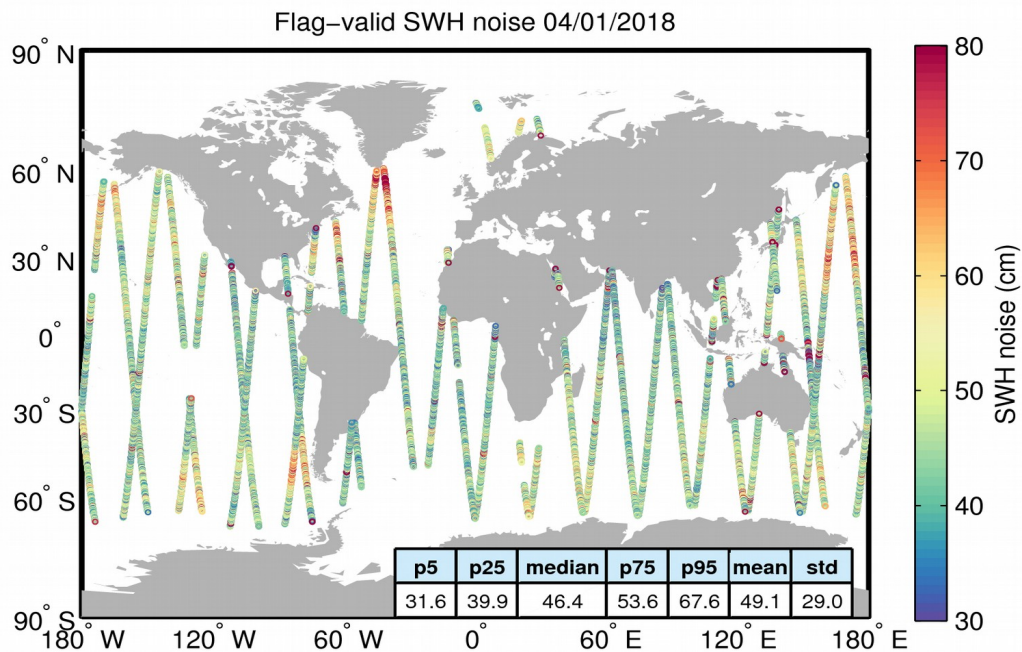 Flag−valid SWH noise 04/01/2018
90° N
60° N
30° N
0°
30° S
60° S
90° S
180° W
120° W
60° W
0°
60° E
120° E
180° E
p5 p25 median p75 p95 mean std
31.6 39.9 46.4 53.6 67.6 49.1 29.0
80
70
60
50
40
30
SWH noise (cm)